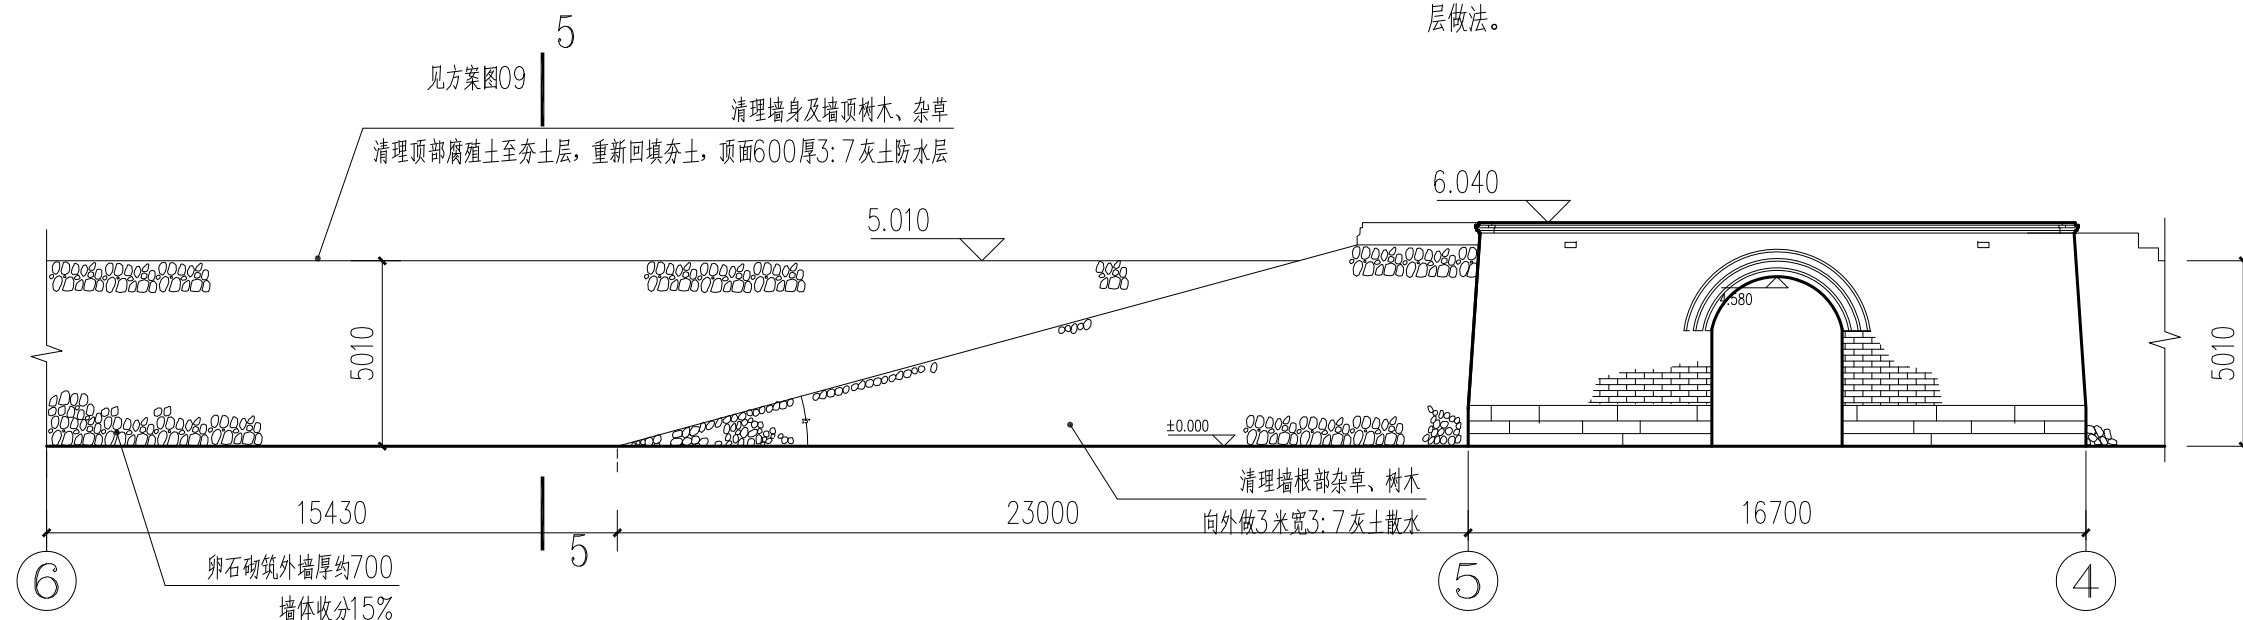 层做法。
5
见方案图09
清理墙身及墙顶树木、杂草
清理顶部腐殖土至夯土层，重新回填夯土，顶面600厚3:7灰土防水层
6.040
5.010
4.580
5010
5010
±0.000
清理墙根部杂草、树木
向外做3米宽3:7灰土散水
15430
23000
16700
5
卵石砌筑外墙厚约700
墙体收分15%
6
5
4